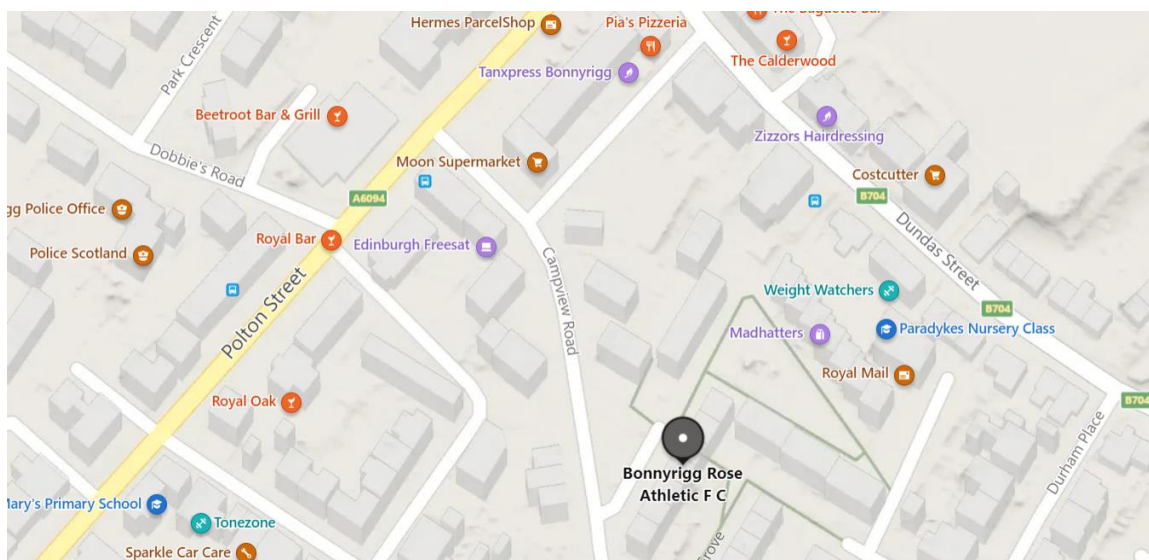 Hermes ParcelShop
Pia's Pizzeria
The Baguette Bar
The Calderwood
Park Crescent
Tanxpress Bonnyrigg
Beetroot Bar & Grill
Zizzors Hairdressing
Dobbie's Road
Moon Supermarket
Costcutter
A6094
B704
gg Police Office
Royal Bar
Edinburgh Freesat
Police Scotland
Campview Road
Dundas Street
Weight Watchers
Polton Street
B704
Madhatters
Paradykes Nursery Class
Royal Mail
Royal Oak
B704
Durham Place
Bonnyrigg Rose
Athletic F C
Mary's Primary School
Tonezone
Sparkle Car Care
Grove